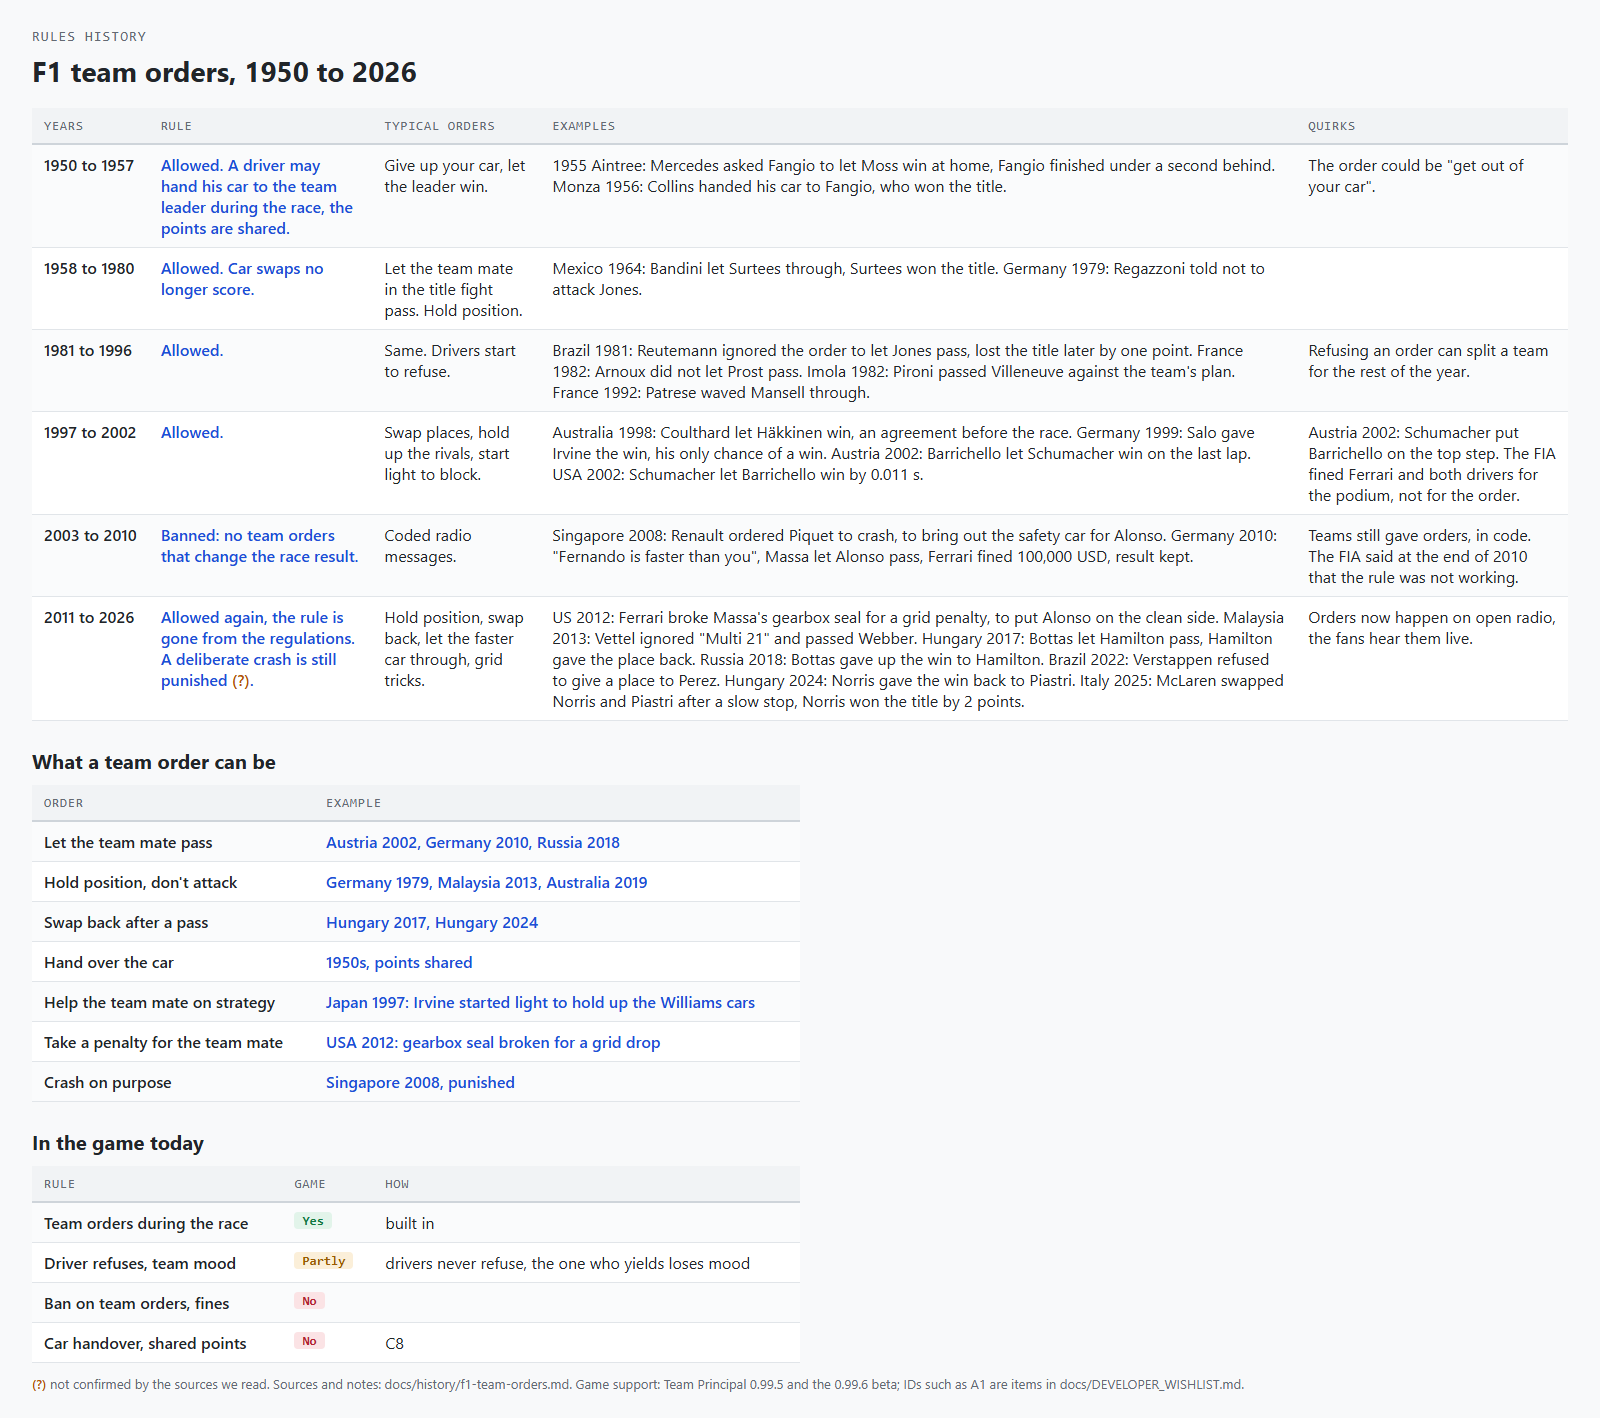 RULES HISTORY
F1 team orders, 1950 to 2026
YEARS RULE TYPICAL ORDERS EXAMPLES QUIRKS
1950 to 1957
Allowed. A driver may
hand his car to the team
leader during the race, the
points are shared.
Give up your car, let
the leader win.
1955 Aintree: Mercedes asked Fangio to let Moss win at home, Fangio finished under a second behind.
Monza 1956: Collins handed his car to Fangio, who won the title.
The order could be "get out of
your car".
1958 to 1980
Allowed. Car swaps no
longer score.
Let the team mate
in the title fight
pass. Hold position.
Mexico 1964: Bandini let Surtees through, Surtees won the title. Germany 1979: Regazzoni told not to
attack Jones.
1981 to 1996
Allowed.
Same. Drivers start
to refuse.
Brazil 1981: Reutemann ignored the order to let Jones pass, lost the title later by one point. France
1982: Arnoux did not let Prost pass. Imola 1982: Pironi passed Villeneuve against the team's plan.
France 1992: Patrese waved Mansell through.
Refusing an order can split a team
for the rest of the year.
1997 to 2002
Allowed.
Swap places, hold
up the rivals, start
light to block.
Australia 1998: Coulthard let Häkkinen win, an agreement before the race. Germany 1999: Salo gave
Irvine the win, his only chance of a win. Austria 2002: Barrichello let Schumacher win on the last lap.
USA 2002: Schumacher let Barrichello win by 0.011 s.
Austria 2002: Schumacher put
Barrichello on the top step. The FIA
fined Ferrari and both drivers for
the podium, not for the order.
2003 to 2010
Banned: no team orders
that change the race result.
Coded radio
messages.
Singapore 2008: Renault ordered Piquet to crash, to bring out the safety car for Alonso. Germany 2010:
"Fernando is faster than you", Massa let Alonso pass, Ferrari fined 100,000 USD, result kept.
Teams still gave orders, in code.
The FIA said at the end of 2010
that the rule was not working.
2011 to 2026
Allowed again, the rule is
gone from the regulations.
A deliberate crash is still
punished (?).
Hold position, swap
back, let the faster
car through, grid
tricks.
US 2012: Ferrari broke Massa's gearbox seal for a grid penalty, to put Alonso on the clean side. Malaysia
2013: Vettel ignored "Multi 21" and passed Webber. Hungary 2017: Bottas let Hamilton pass, Hamilton
gave the place back. Russia 2018: Bottas gave up the win to Hamilton. Brazil 2022: Verstappen refused
to give a place to Perez. Hungary 2024: Norris gave the win back to Piastri. Italy 2025: McLaren swapped
Norris and Piastri after a slow stop, Norris won the title by 2 points.
Orders now happen on open radio,
the fans hear them live.
What a team order can be
ORDER EXAMPLE
Let the team mate pass Austria 2002, Germany 2010, Russia 2018
Hold position, don't attack Germany 1979, Malaysia 2013, Australia 2019
Swap back after a pass Hungary 2017, Hungary 2024
Hand over the car 1950s, points shared
Help the team mate on strategy Japan 1997: Irvine started light to hold up the Williams cars
Take a penalty for the team mate USA 2012: gearbox seal broken for a grid drop
Crash on purpose Singapore 2008, punished
In the game today
RULE GAME HOW
Team orders during the race Yes built in
Driver refuses, team mood Partly drivers never refuse, the one who yields loses mood
Ban on team orders, fines No
Car handover, shared points No C8
(?) not confirmed by the sources we read. Sources and notes: docs/history/f1-team-orders.md. Game support: Team Principal 0.99.5 and the 0.99.6 beta; IDs such as A1 are items in docs/DEVELOPER_WISHLIST.md.